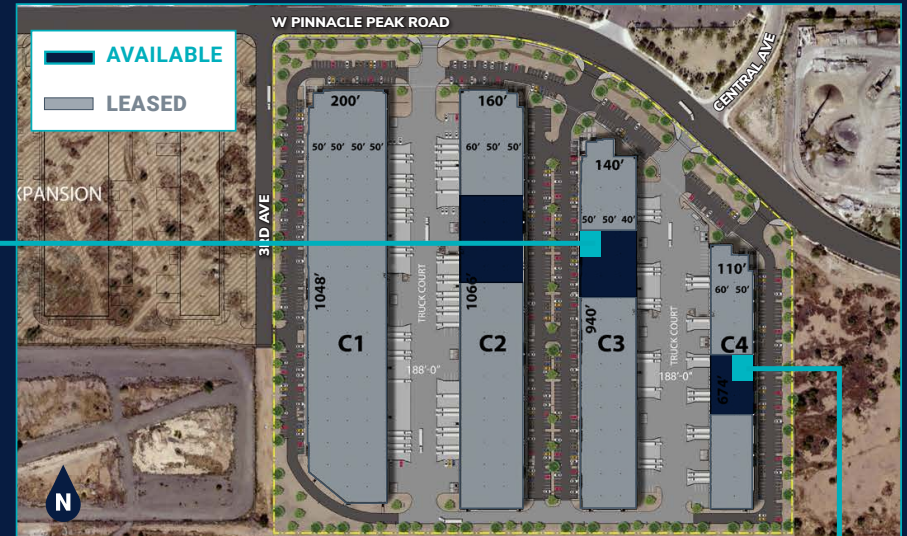 W PINNACLE PEAK ROAD
AVAILABLE
LEASED
CENTRAL AVE
XPANSION
3RD AVE
200'
50' 50' 50' 50'
1048'
C1
TRUCK COURT
188'-0"
160'
60' 50' 50'
1066'
C2
140'
50' 50' 40'
940'
C3
TRUCK COURT
188'-0"
110'
60' 50'
C4
674'
N